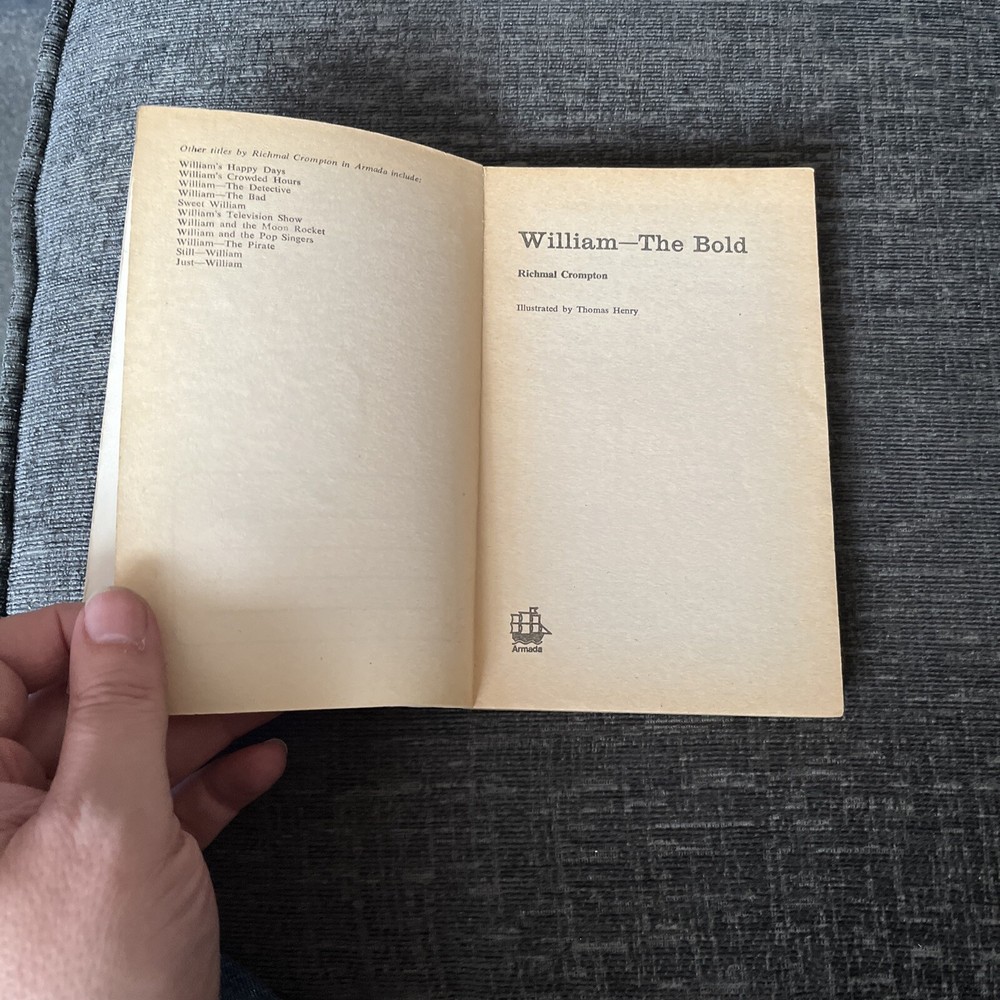 Other titles by Richmal Crompton in Armada include:
William's Happy Days
William's Crowded Hours
William—The Detective
William—The Bad
Sweet William
William's Television Show
William and the Moon Rocket
William and the Pop Singers
William—The Pirate
Still—William
Just—William
William—The Bold
Richmal Crompton
Illustrated by Thomas Henry
Armada